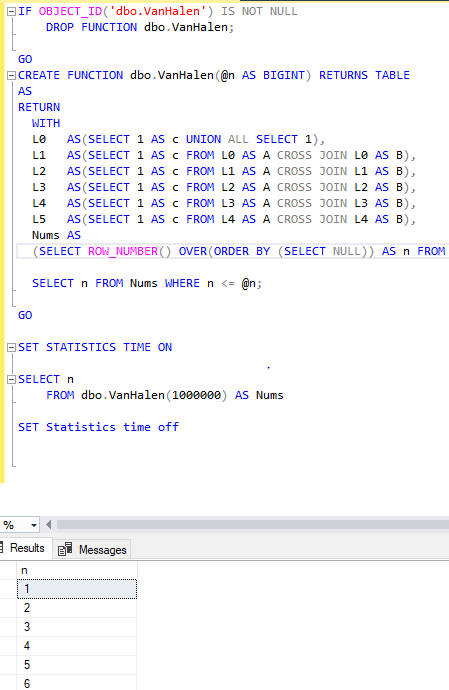 IF OBJECT_ID('dbo.VanHalen') IS NOT NULL
DROP FUNCTION dbo.VanHalen;
GO
CREATE FUNCTION dbo.VanHalen(@n AS BIGINT) RETURNS TABLE
AS
RETURN
WITH
L0 AS(SELECT 1 AS c UNION ALL SELECT 1),
L1 AS(SELECT 1 AS c FROM L0 AS A CROSS JOIN L0 AS B),
L2 AS(SELECT 1 AS c FROM L1 AS A CROSS JOIN L1 AS B),
L3 AS(SELECT 1 AS c FROM L2 AS A CROSS JOIN L2 AS B),
L4 AS(SELECT 1 AS c FROM L3 AS A CROSS JOIN L3 AS B),
L5 AS(SELECT 1 AS c FROM L4 AS A CROSS JOIN L4 AS B),
Nums AS
(SELECT ROW_NUMBER() OVER(ORDER BY (SELECT NULL)) AS n FROM
SELECT n FROM Nums WHERE n <= @n;
GO
SET STATISTICS TIME ON
SELECT n
FROM dbo.VanHalen(1000000) AS Nums
SET Statistics time off
%
Results Messages
n
1
2
3
4
5
6